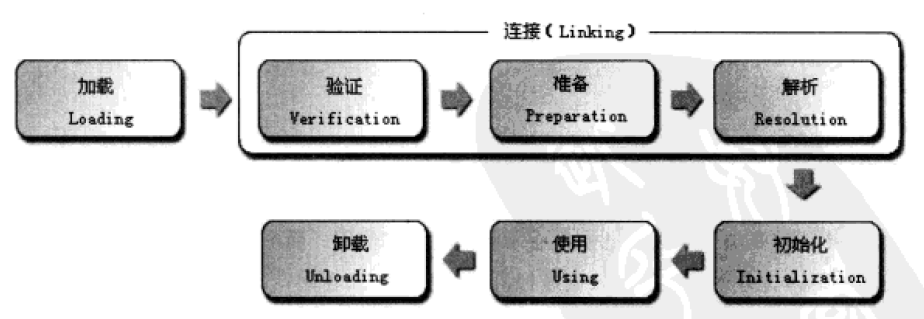 连接（Linking）
加载
Loading
验证
Verification
准备
Preparation
解析
Resolution
卸载
Unloading
使用
Using
初始化
Initialization